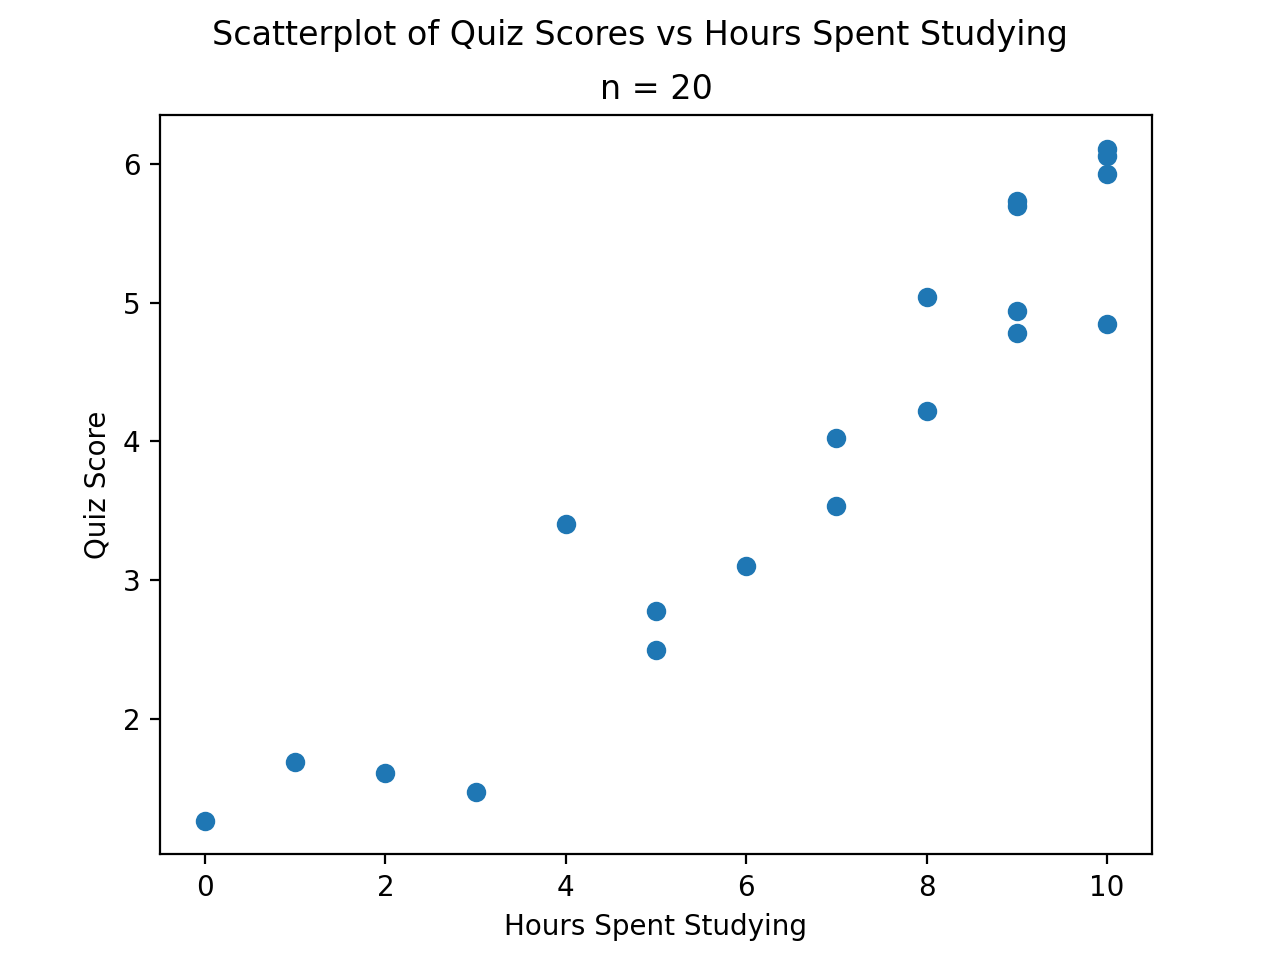 Scatterplot of Quiz Scores vs Hours Spent Studying
n = 20
6
5
4
3
2
Quiz Score
0 2 4 6 8 10
Hours Spent Studying